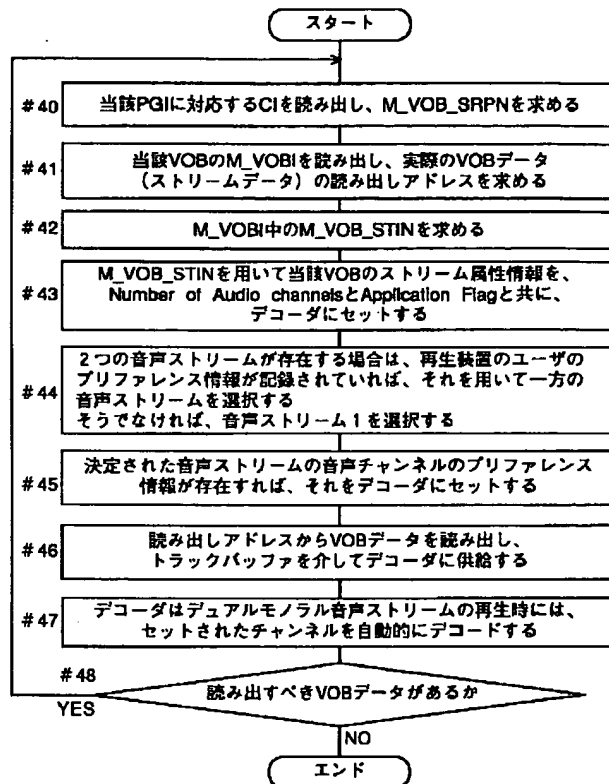 スタート
#40
当該PGIに対応するCIを読み出し、M_VOB_SRPNを求める
#41
当該VOBのM_VOBIを読み出し、実際のVOBデータ
(ストリームデータ)の読み出しアドレスを求める
#42
M_VOBI中のM_VOB_STINを求める
#43
M_VOB_STINを用いて当該VOBのストリーム属性情報を、
Number of Audio channelsとApplication Flagと共に、
デコーダにセットする
#44
2つの音声ストリームが存在する場合は、再生装置のユーザの
プリファレンス情報が記録されていれば、それを用いて一方の
音声ストリームを選択する
そうでなければ、音声ストリーム1を選択する
#45
決定された音声ストリームの音声チャンネルのプリファレンス
情報が存在すれば、それをデコーダにセットする
#46
読み出しアドレスからVOBデータを読み出し、
トラックバッファを介してデコーダに供給する
#47
デコーダはデュアルモノラル音声ストリームの再生時には、
セットされたチャンネルを自動的にデコードする
#48
読み出すべきVOBデータがあるか
YES
NO
エンド